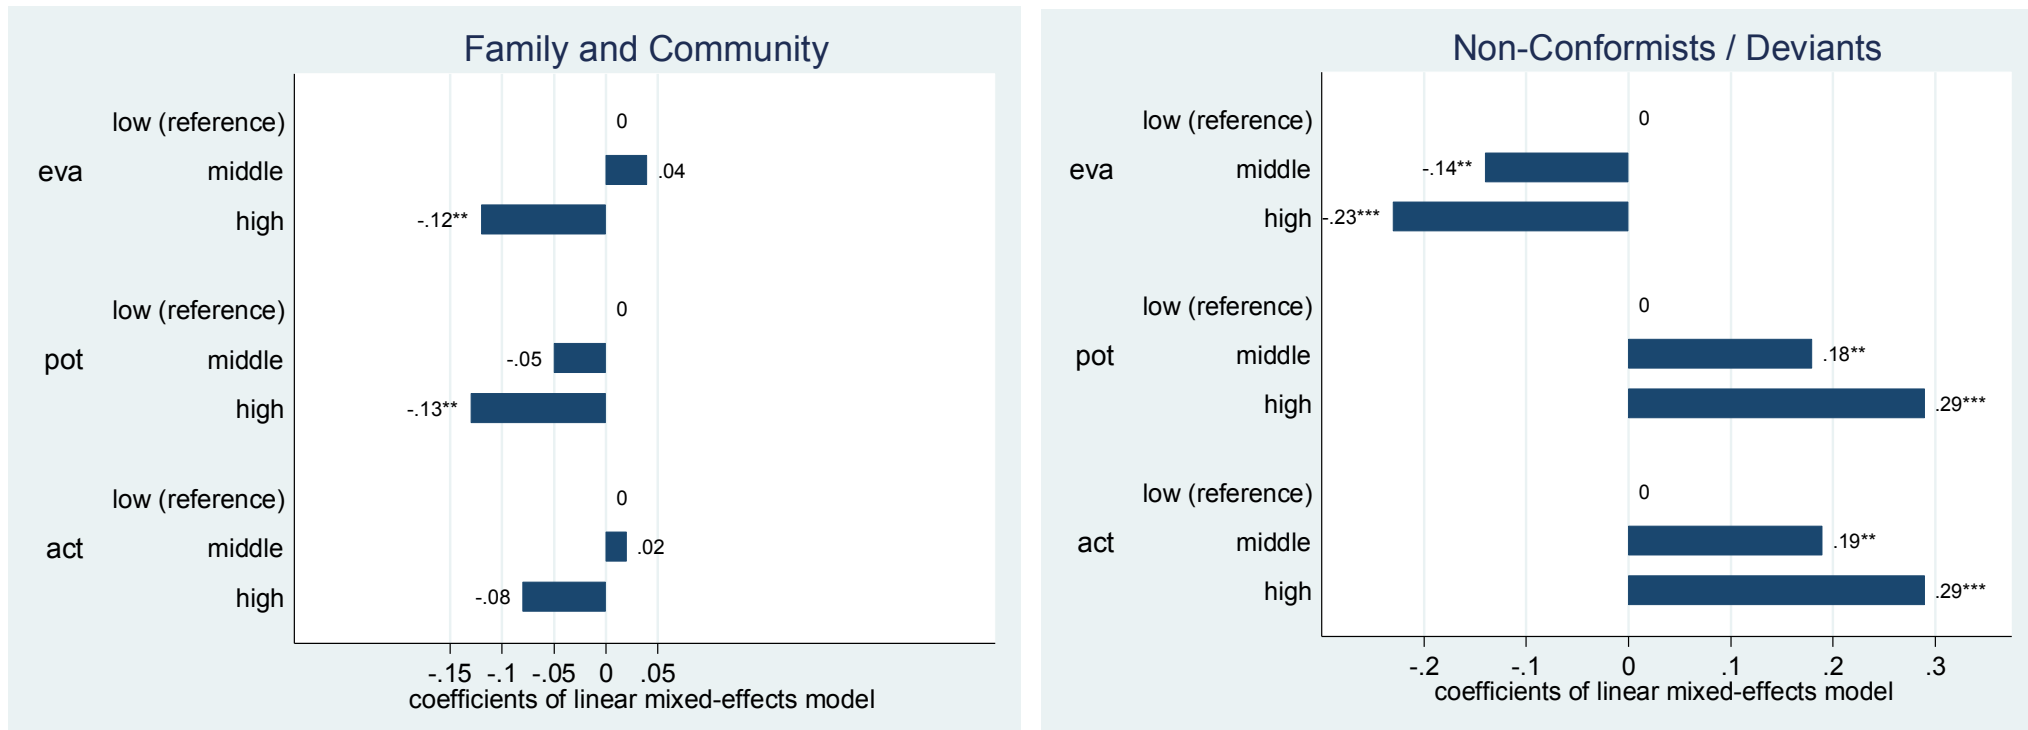 Family and Community
low (reference) 0
eva middle .04
high -.12**
low (reference) 0
pot middle -.05
high -.13**
low (reference) 0
act middle .02
high -.08
-.15 -.1 -.05 0 .05
coefficients of linear mixed-effects model
Non-Conformists / Deviants
low (reference) 0
eva middle -.14**
high -.23***
low (reference) 0
pot middle .18**
high .29***
low (reference) 0
act middle .19**
high .29***
-.2 -.1 0 .1 .2 .3
coefficients of linear mixed-effects model